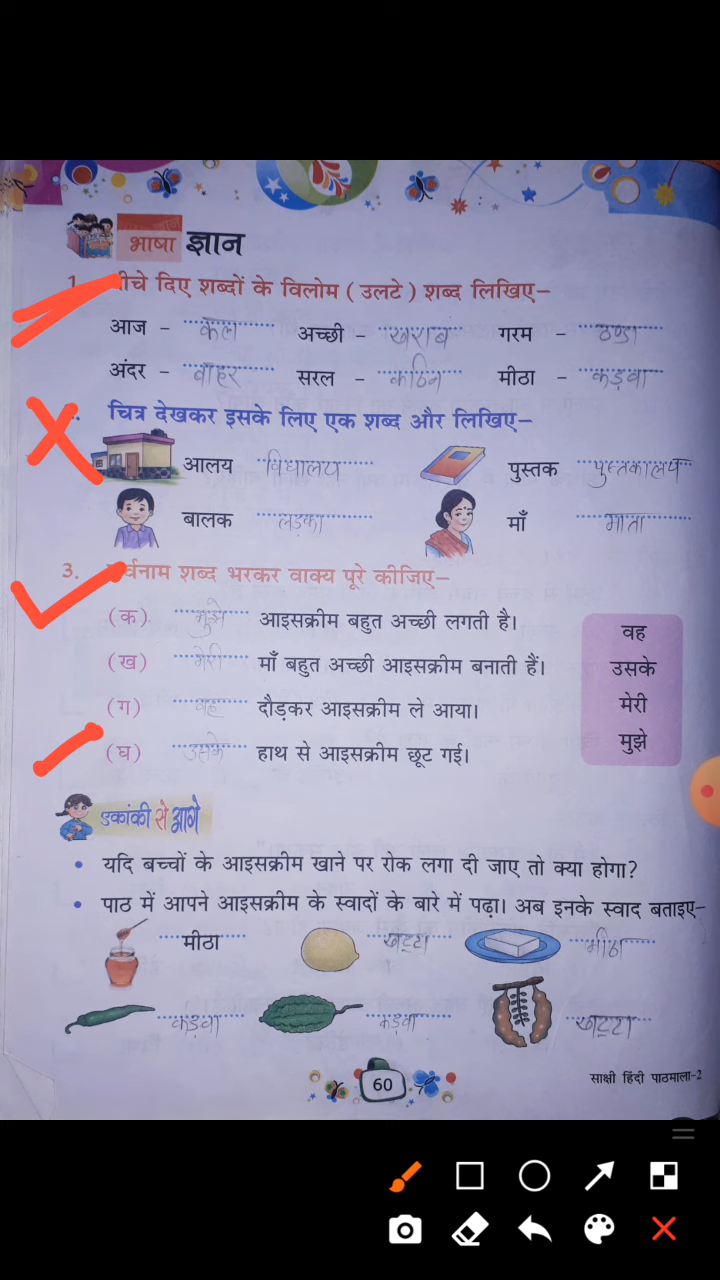 भाषा ज्ञान
1. नीचे दिए शब्दों के विलोम ( उलटे ) शब्द लिखिए–
आज - कल अच्छी - खराब गरम - ठण्डा
अंदर - बाहर सरल - कठिन मीठा - कड़वा
चित्र देखकर इसके लिए एक शब्द और लिखिए–
आलय विद्यालय पुस्तक पुस्तकालय
बालक लड़का माँ माता
3. सर्वनाम शब्द भरकर वाक्य पूरे कीजिए–
(क) मुझे आइसक्रीम बहुत अच्छी लगती है। वह
(ख) मेरी माँ बहुत अच्छी आइसक्रीम बनाती हैं। उसके
(ग) वह दौड़कर आइसक्रीम ले आया। मेरी
(घ) उसके हाथ से आइसक्रीम छूट गई। मुझे
इकांकी से आगे
• यदि बच्चों के आइसक्रीम खाने पर रोक लगा दी जाए तो क्या होगा?
• पाठ में आपने आइसक्रीम के स्वादों के बारे में पढ़ा। अब इनके स्वाद बताइए–
मीठा खट्टा मीठा
कड़वा कड़वा खट्टा
60
साक्षी हिंदी पाठमाला-2